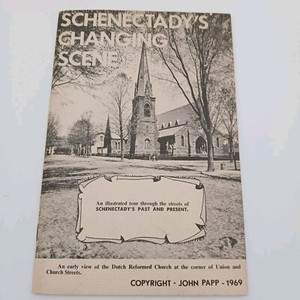 SCHENECTADY'S
CHANGING
SCENE
An illustrated tour through the streets of
SCHENECTADY'S PAST AND PRESENT.
An early view of the Dutch Reformed Church at the corner of Union and
Church Streets.
COPYRIGHT · JOHN PAPP - 1969